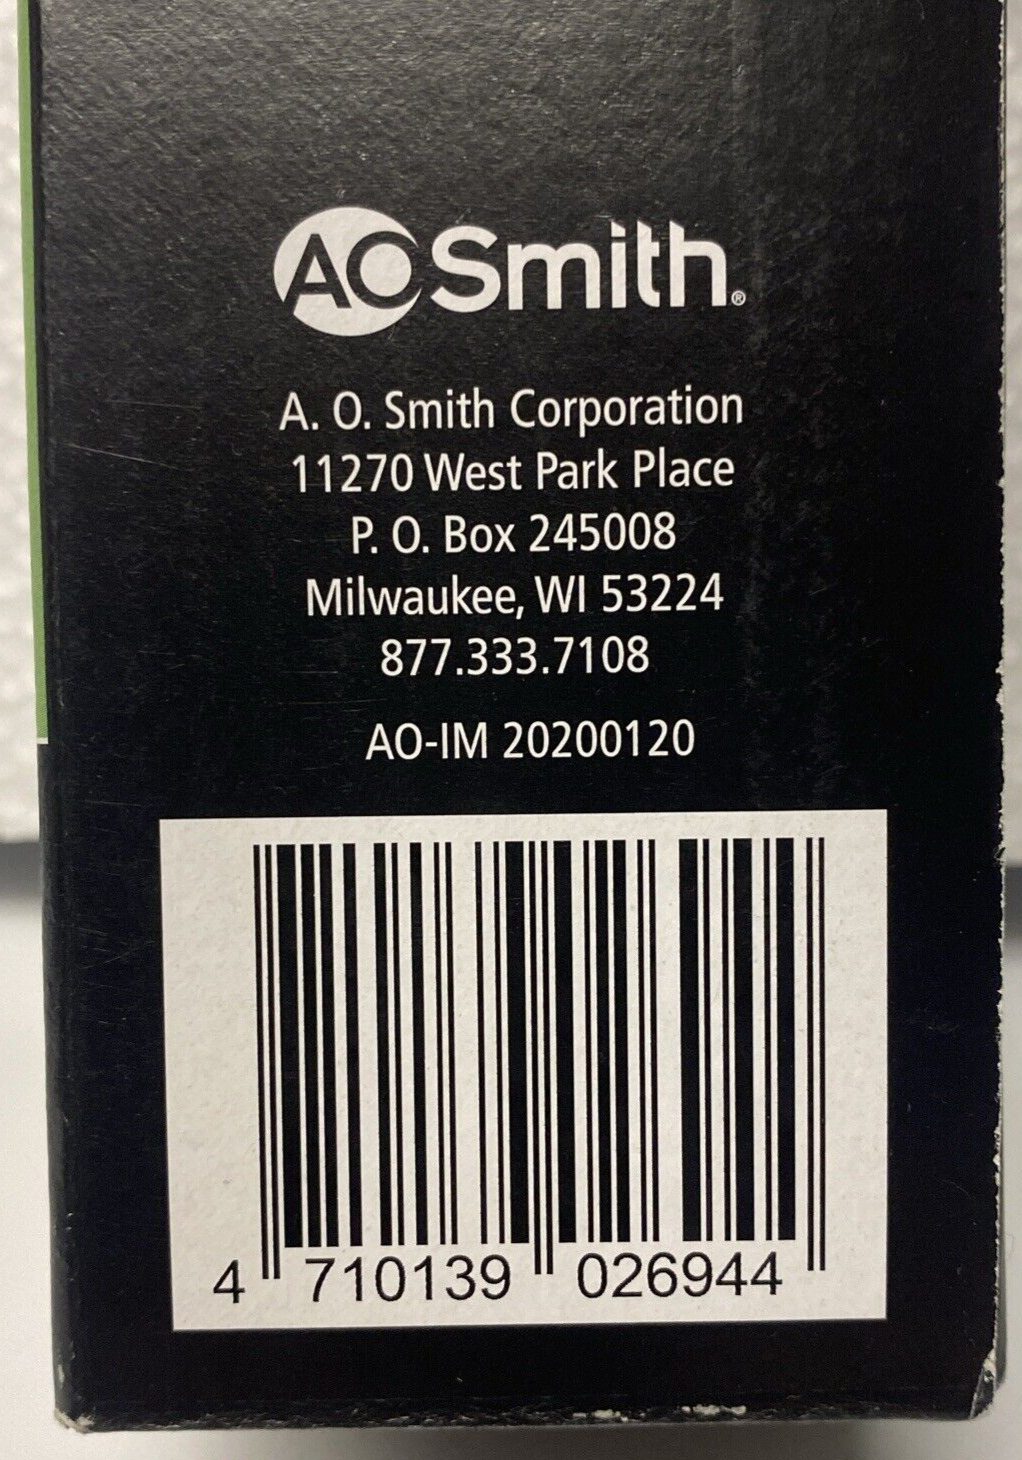 AOSmith®
A. O. Smith Corporation
11270 West Park Place
P. O. Box 245008
Milwaukee, WI 53224
877.333.7108
AO-IM 20200120
4 710139 026944